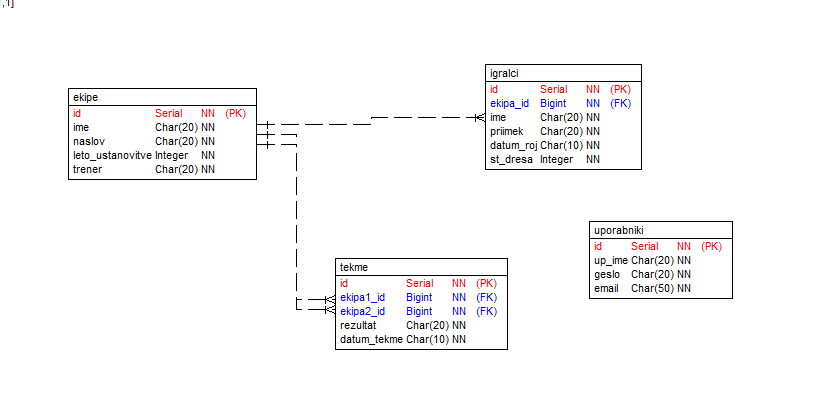 ,1]
ekipe
id Serial NN (PK)
ime Char(20) NN
naslov Char(20) NN
leto_ustanovitve Integer NN
trener Char(20) NN
igralci
id Serial NN (PK)
ekipa_id Bigint NN (FK)
ime Char(20) NN
priimek Char(20) NN
datum_roj Char(10) NN
st_dresa Integer NN
uporabniki
id Serial NN (PK)
up_ime Char(20) NN
geslo Char(20) NN
email Char(50) NN
tekme
id Serial NN (PK)
ekipa1_id Bigint NN (FK)
ekipa2_id Bigint NN (FK)
rezultat Char(20) NN
datum_tekme Char(10) NN